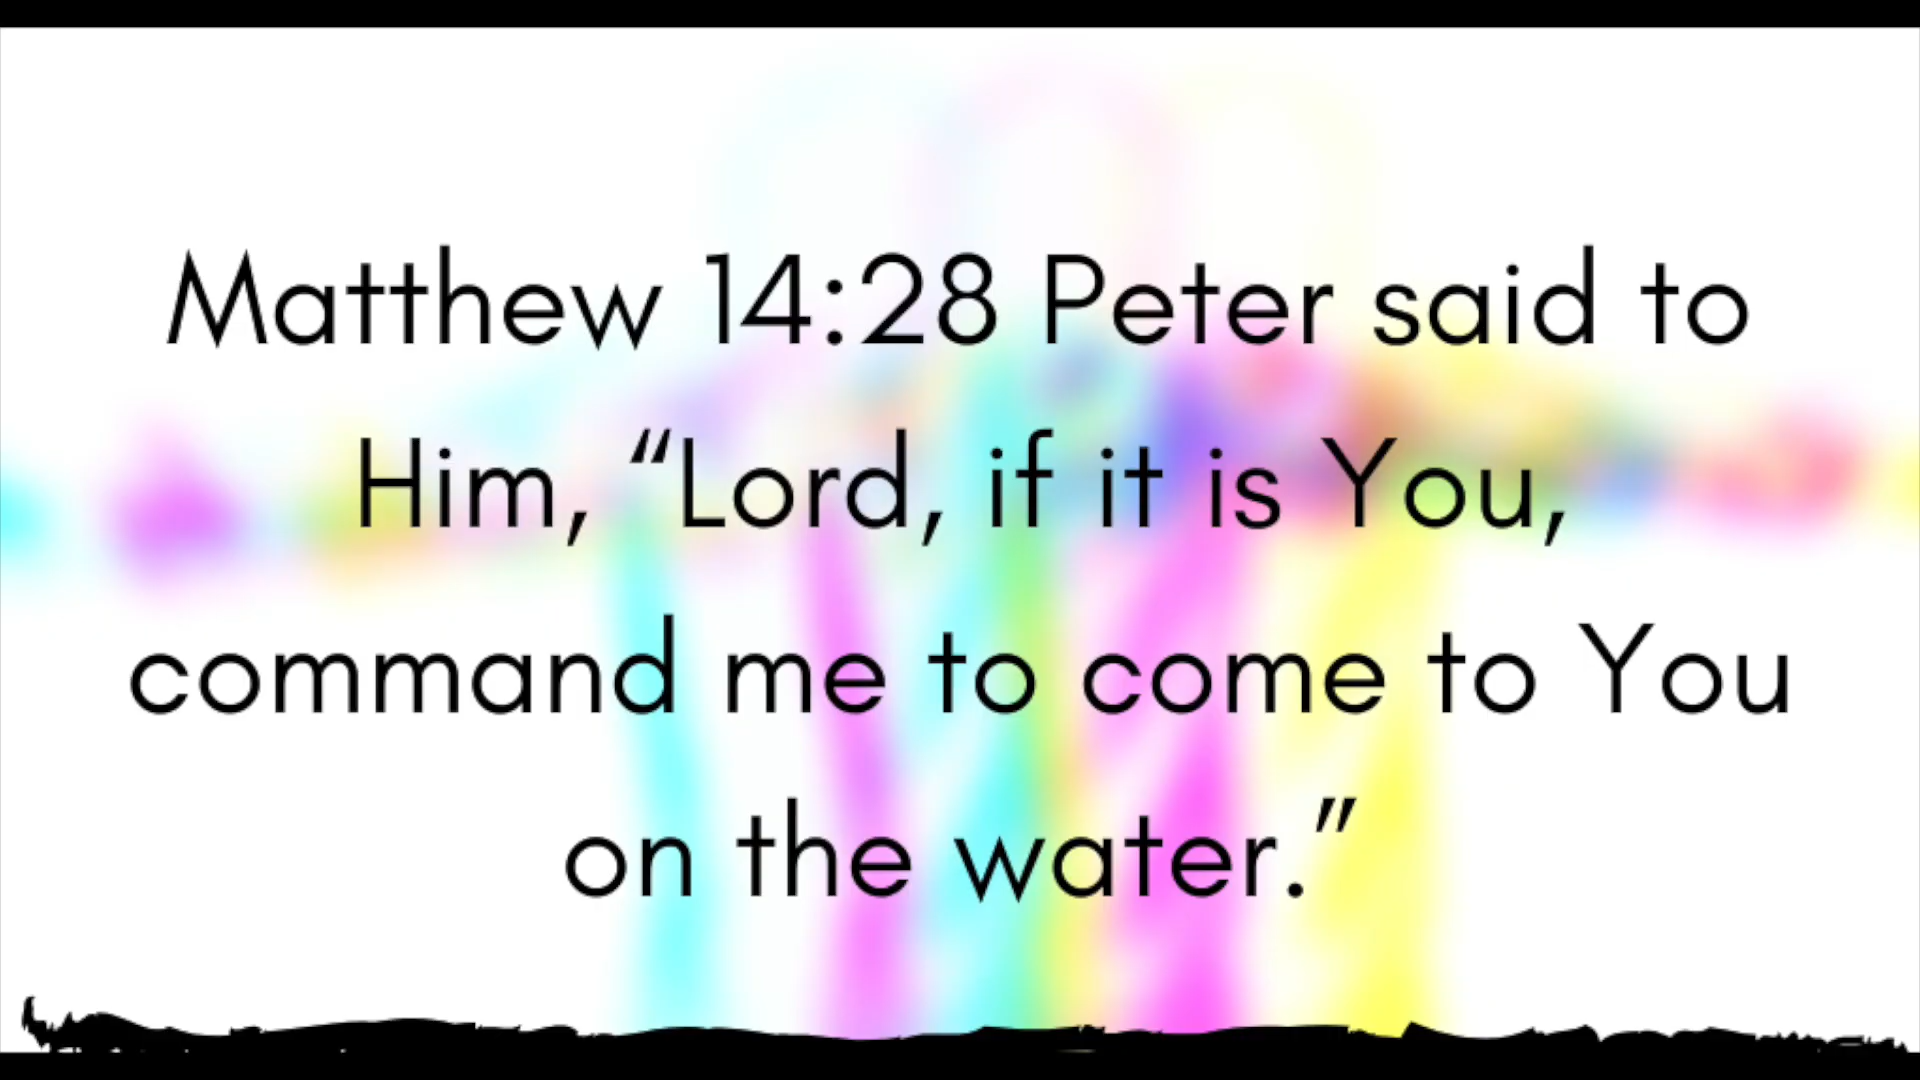 Matthew 14:28 Peter said to
Him, “Lord, if it is You,
command me to come to You
on the water.”